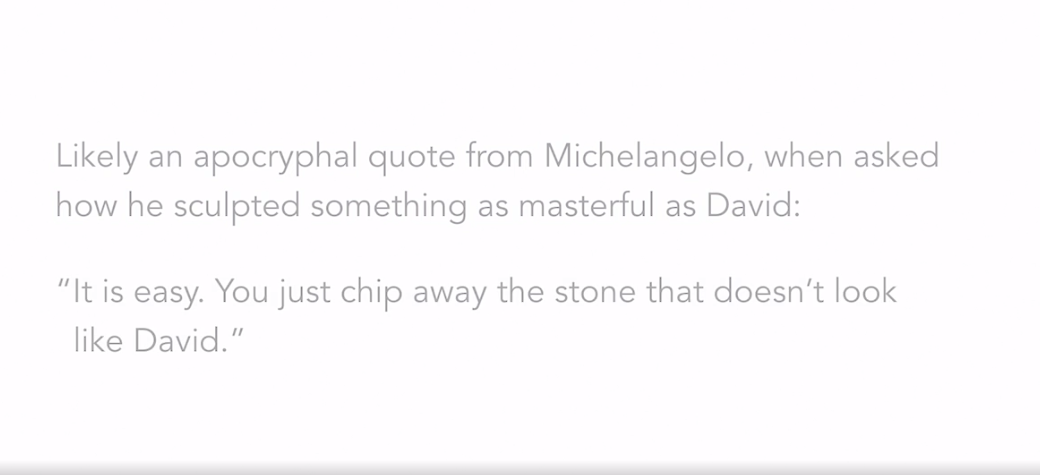 Likely an apocryphal quote from Michelangelo, when asked
how he sculpted something as masterful as David:
“It is easy. You just chip away the stone that doesn’t look
like David.”